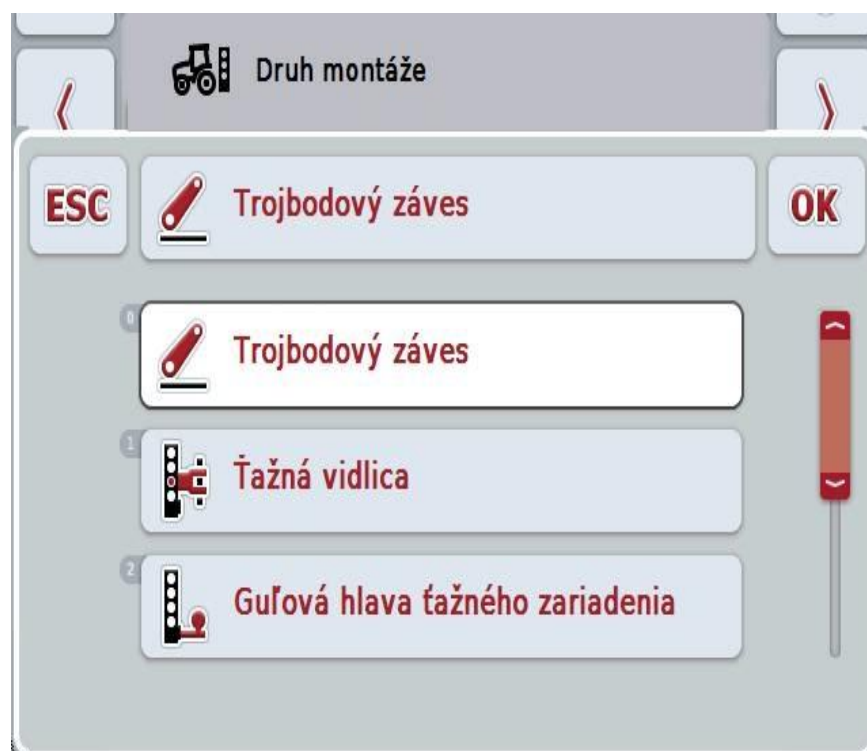 Druh montáže
ESC
Trojbodový záves
OK
0
Trojbodový záves
1
Ťažná vidlica
2
Guľová hlava ťažného zariadenia